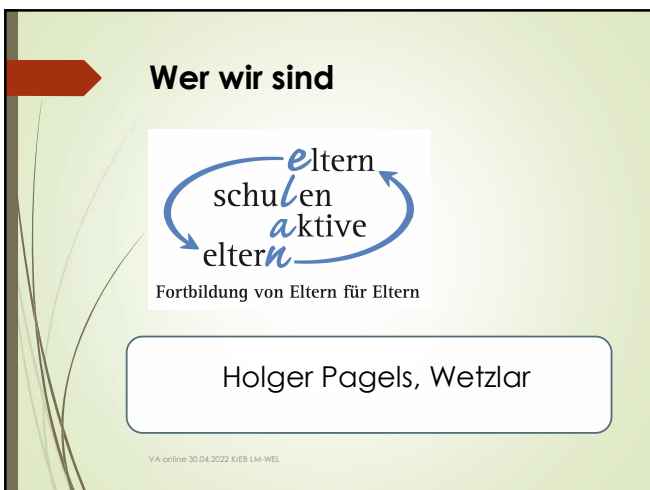 Wer wir sind
eltern
schulen
aktive
eltern
Fortbildung von Eltern für Eltern
Holger Pagels, Wetzlar
VA online 30.04.2022 KrEB LM-WEL